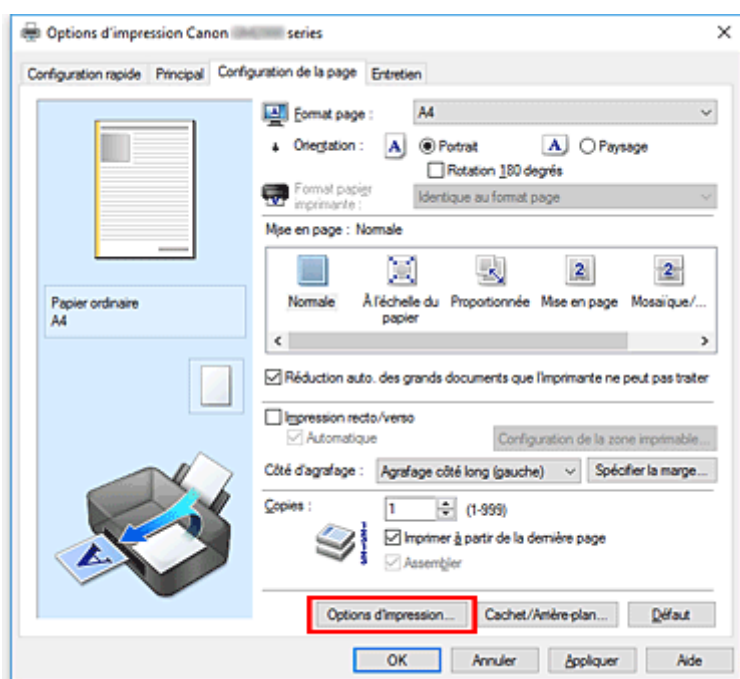 Options d'impression Canon series
Configuration rapide Principal Configuration de la page Entretien
Format page : A4
Orientation : A Portrait A Paysage
Rotation 180 degrés
Format papier
imprimante : Identique au format page
Mise en page : Normale
2 2
Normale À l'échelle du Proportionnée Mise en page Mosaïque/...
papier
Papier ordinaire
A4
Réduction auto. des grands documents que l'imprimante ne peut pas traiter
Impression recto/verso
Automatique Configuration de la zone imprimable...
Côté d'agrafage : Agrafage côté long (gauche) Spécifier la marge...
Copies : 1 (1-999)
Imprimer à partir de la dernière page
Assembler
A
Options d'impression... Cachet/Arrière-plan... Défaut
OK Annuler Appliquer Aide